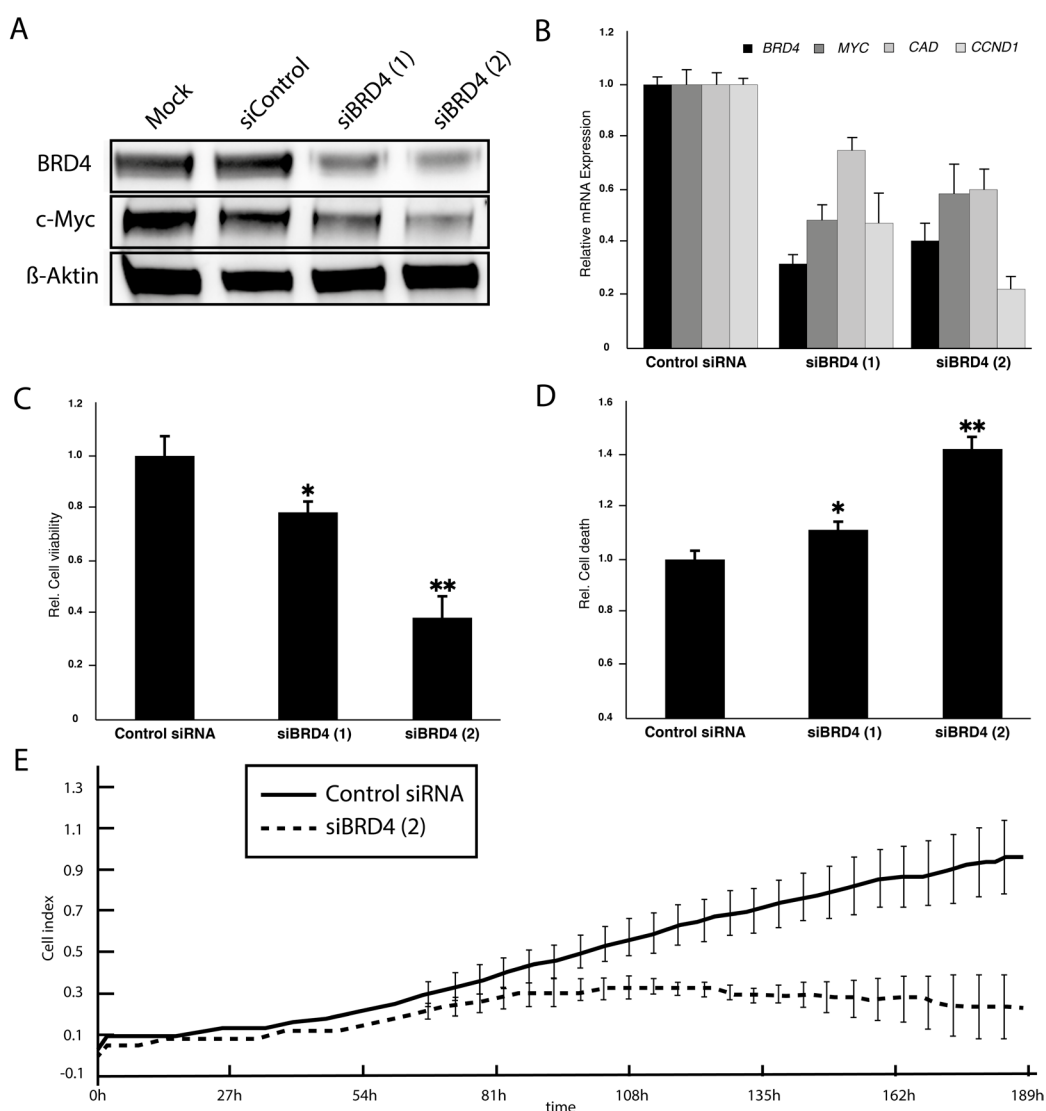 A
Mock
siControl
siBRD4 (1)
siBRD4 (2)
BRD4
c-Myc
ß-Aktin
B
BRD4 MYC CAD CCND1
Relative mRNA Expression
1.2
1.0
0.8
0.6
0.4
0.2
0
Control siRNA siBRD4 (1) siBRD4 (2)
C
Rel. Cell viiability
1.2
1.0
0.8
0.6
0.4
0.2
0
*
**
Control siRNA siBRD4 (1) siBRD4 (2)
D
Rel. Cell death
1.6
1.4
1.2
1.0
0.8
0.6
0.4
*
**
Control siRNA siBRD4 (1) siBRD4 (2)
E
Control siRNA
siBRD4 (2)
Cell index
1.3
1.1
0.9
0.7
0.5
0.3
0.1
-0.1
0h 27h 54h 81h 108h 135h 162h 189h
time